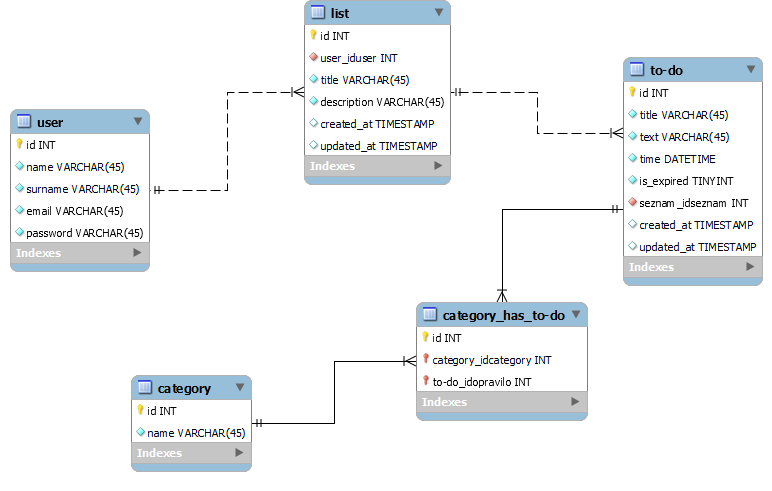 list
id INT
user_iduser INT
title VARCHAR(45)
description VARCHAR(45)
created_at TIMESTAMP
updated_at TIMESTAMP
Indexes
to-do
id INT
title VARCHAR(45)
text VARCHAR(45)
time DATETIME
is_expired TINYINT
seznam_idseznam INT
created_at TIMESTAMP
updated_at TIMESTAMP
Indexes
user
id INT
name VARCHAR(45)
surname VARCHAR(45)
email VARCHAR(45)
password VARCHAR(45)
Indexes
category_has_to-do
id INT
category_idcategory INT
to-do_idopravilo INT
Indexes
category
id INT
name VARCHAR(45)
Indexes